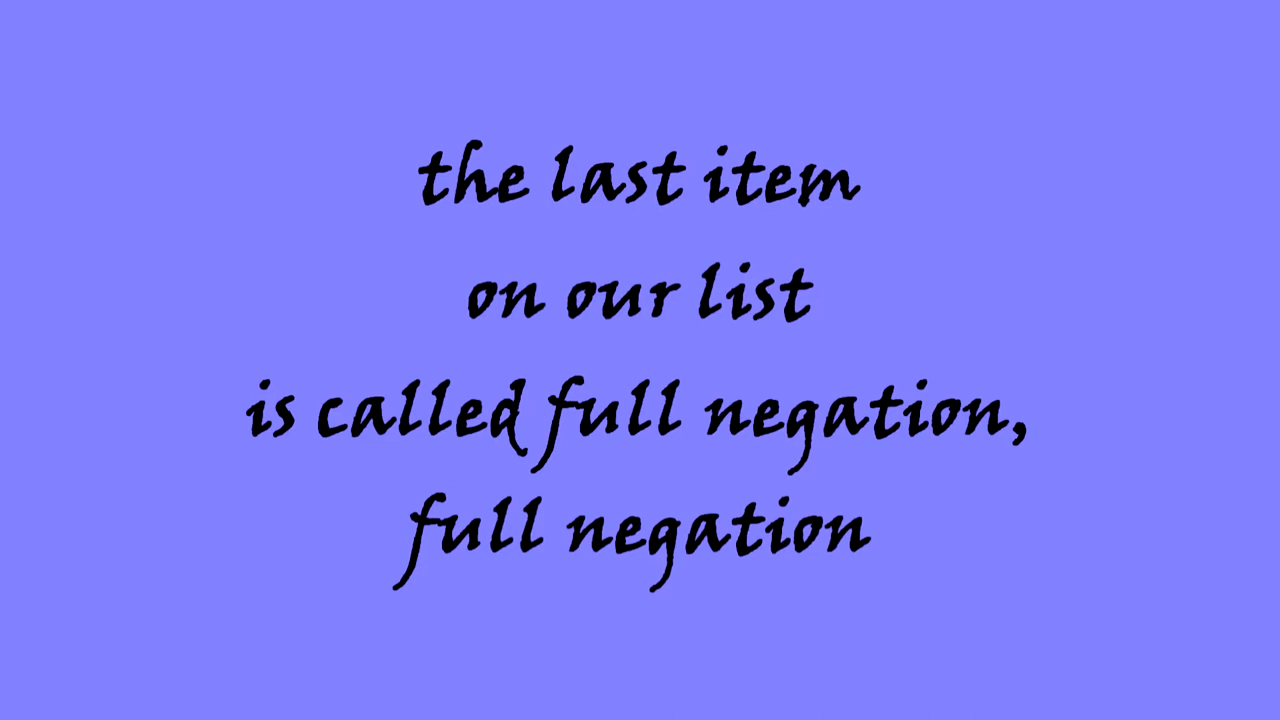 the last item
on our list
is called full negation,
full negation